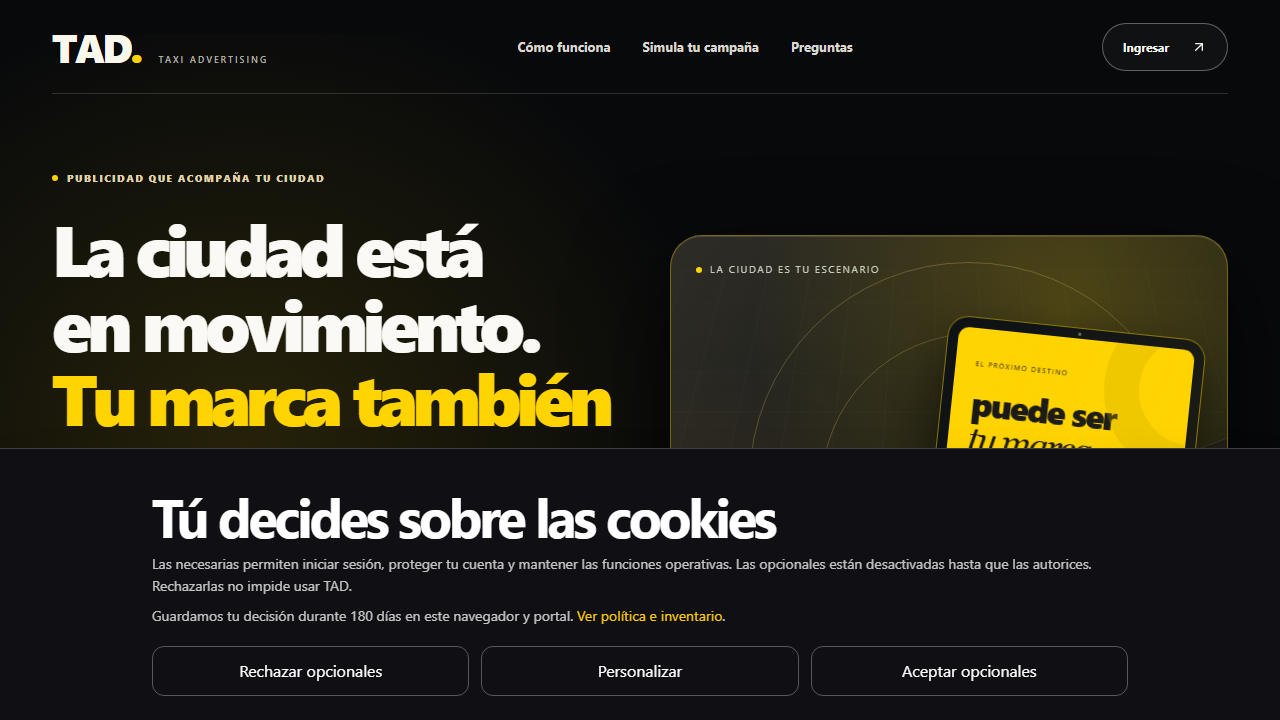 TAD.
TAXI ADVERTISING
Cómo funciona
Simula tu campaña
Preguntas
Ingresar
PUBLICIDAD QUE ACOMPAÑA TU CIUDAD
La ciudad está
en movimiento.
Tu marca también
LA CIUDAD ES TU ESCENARIO
EL PRÓXIMO DESTINO
puede ser
tu marca
Tú decides sobre las cookies
Las necesarias permiten iniciar sesión, proteger tu cuenta y mantener las funciones operativas. Las opcionales están desactivadas hasta que las autorices.
Rechazarlas no impide usar TAD.
Guardamos tu decisión durante 180 días en este navegador y portal. Ver política e inventario.
Rechazar opcionales
Personalizar
Aceptar opcionales